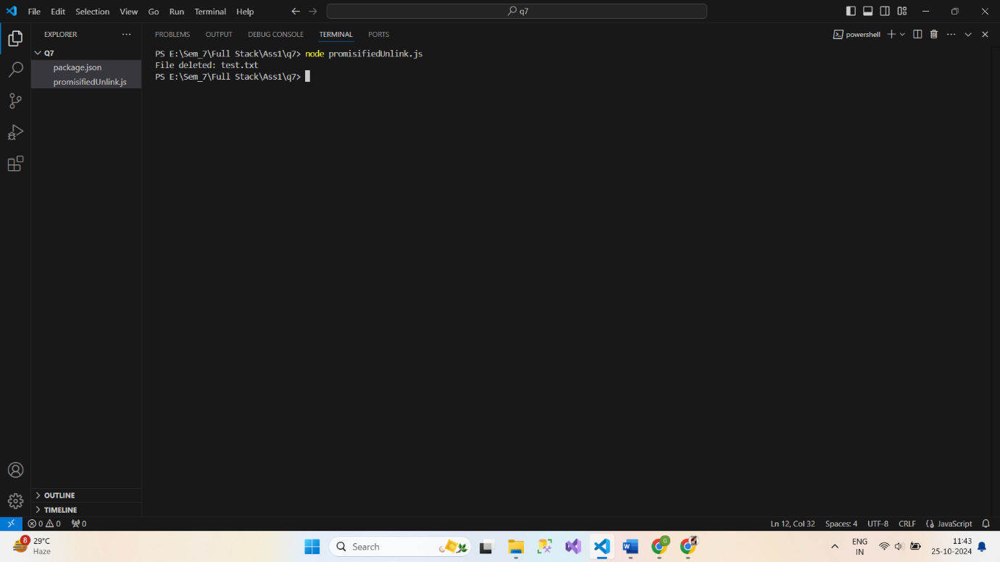 File Edit Selection View Go Run Terminal Help
q7
EXPLORER
PROBLEMS OUTPUT DEBUG CONSOLE TERMINAL PORTS
powershell
Q7
package.json
promisifiedUnlink.js
PS E:\Sem_7\Full Stack\Ass1\q7> node promisifiedUnlink.js
File deleted: test.txt
PS E:\Sem_7\Full Stack\Ass1\q7>
OUTLINE
TIMELINE
0 0 0
Ln 12, Col 32 Spaces: 4 UTF-8 CRLF JavaScript
8
29°C
Haze
Search
G
ENG
IN
11:43
25-10-2024